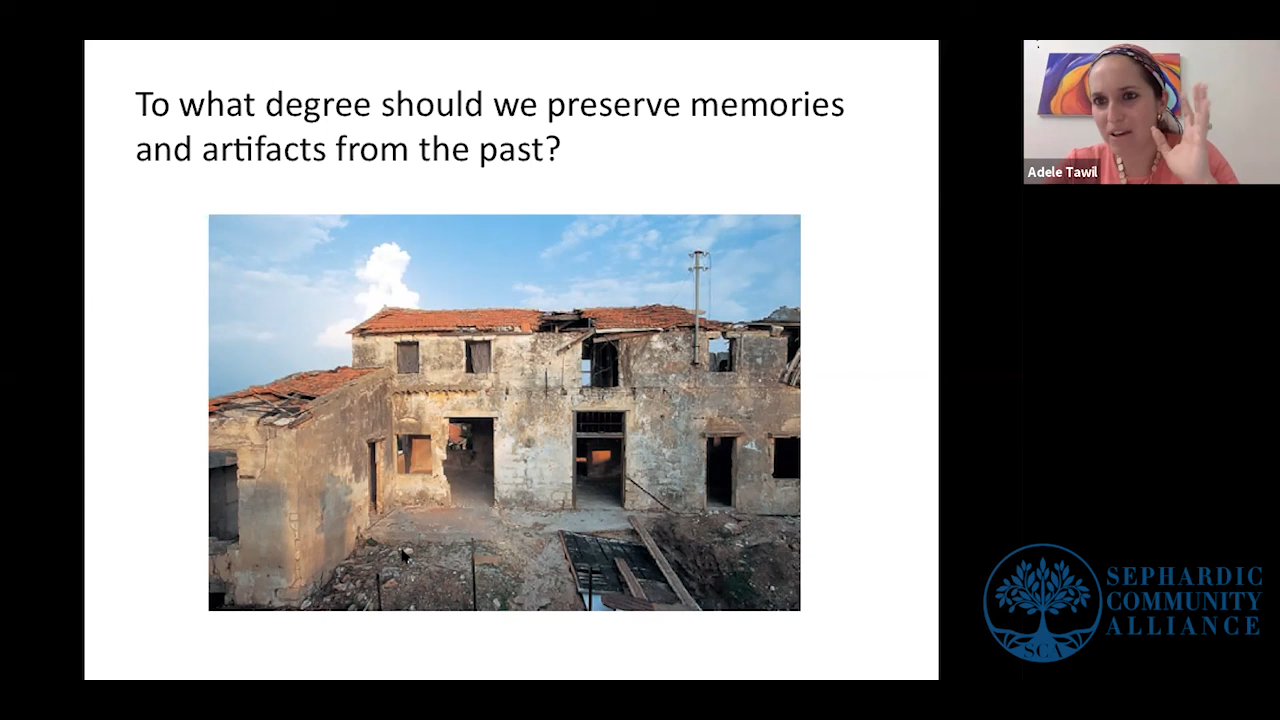 To what degree should we preserve memories
and artifacts from the past?
Adele Tawil
SEPHARDIC
COMMUNITY
ALLIANCE
SCA